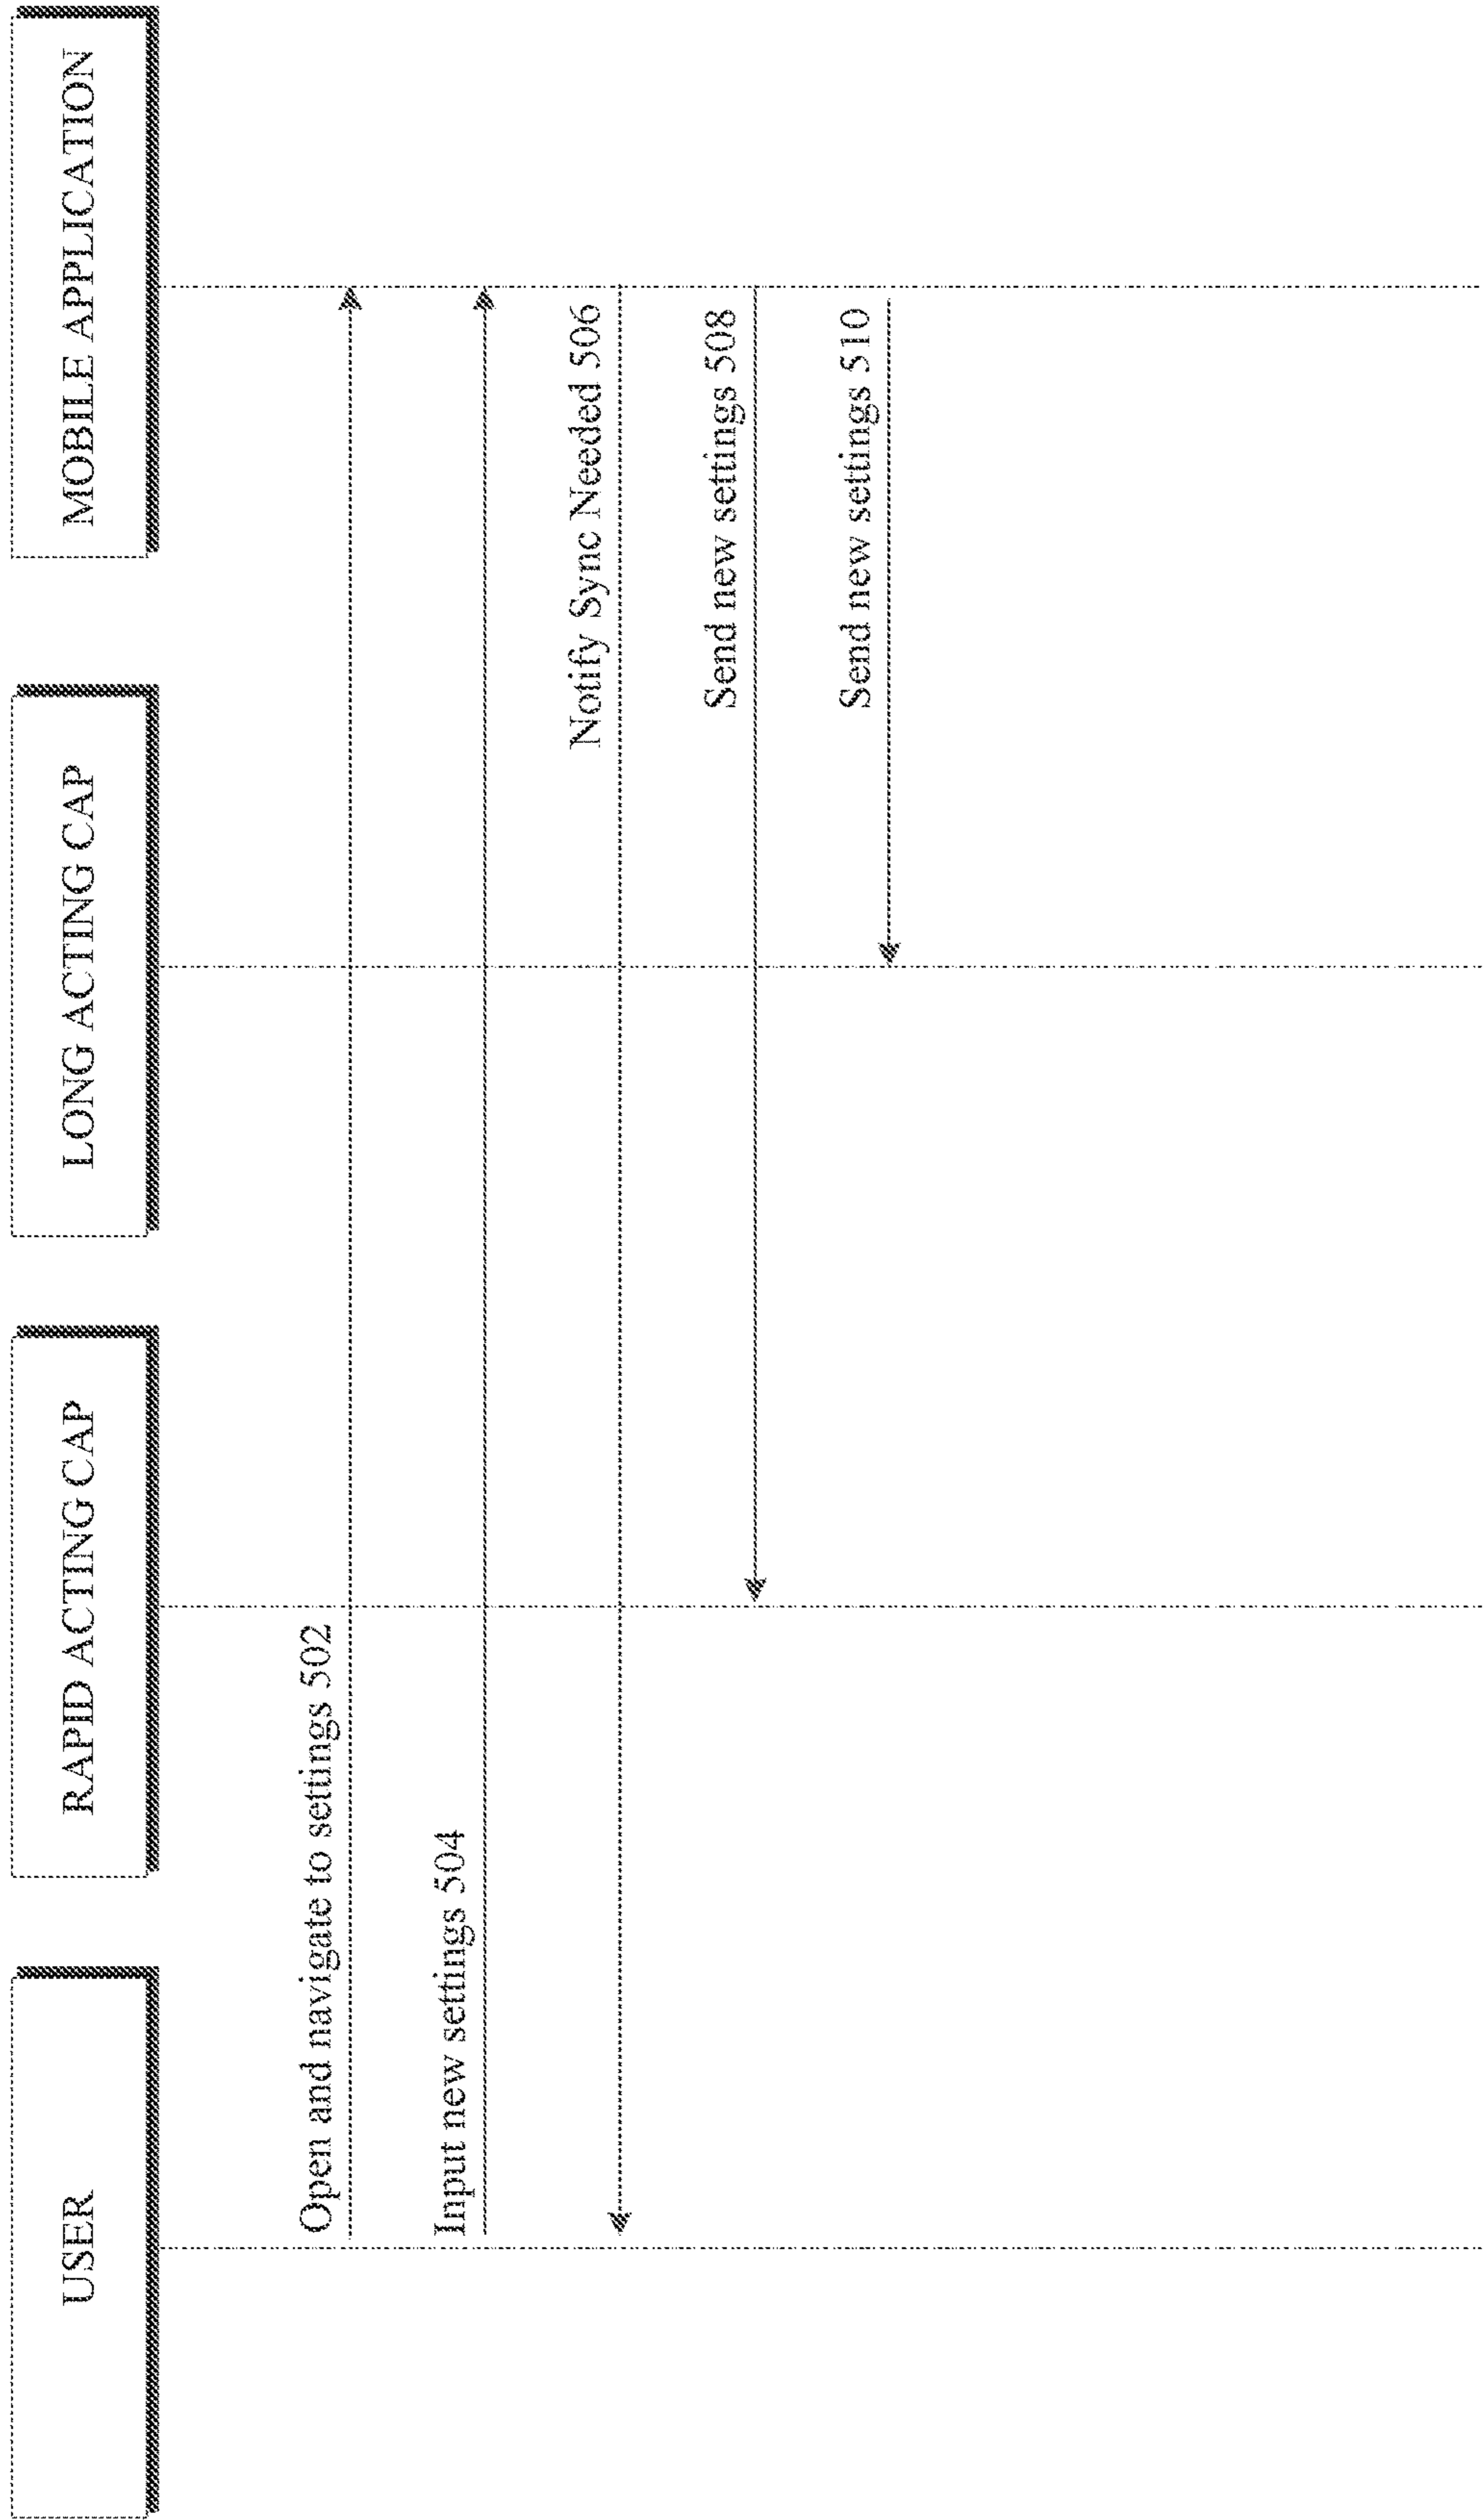 USER
RAPID ACTING CAP
LONG ACTING CAP
MOBILE APPLICATION
Open and navigate to settings 502
Input new settings 504
Notify Sync Needed 506
Send new settings 508
Send new settings 510